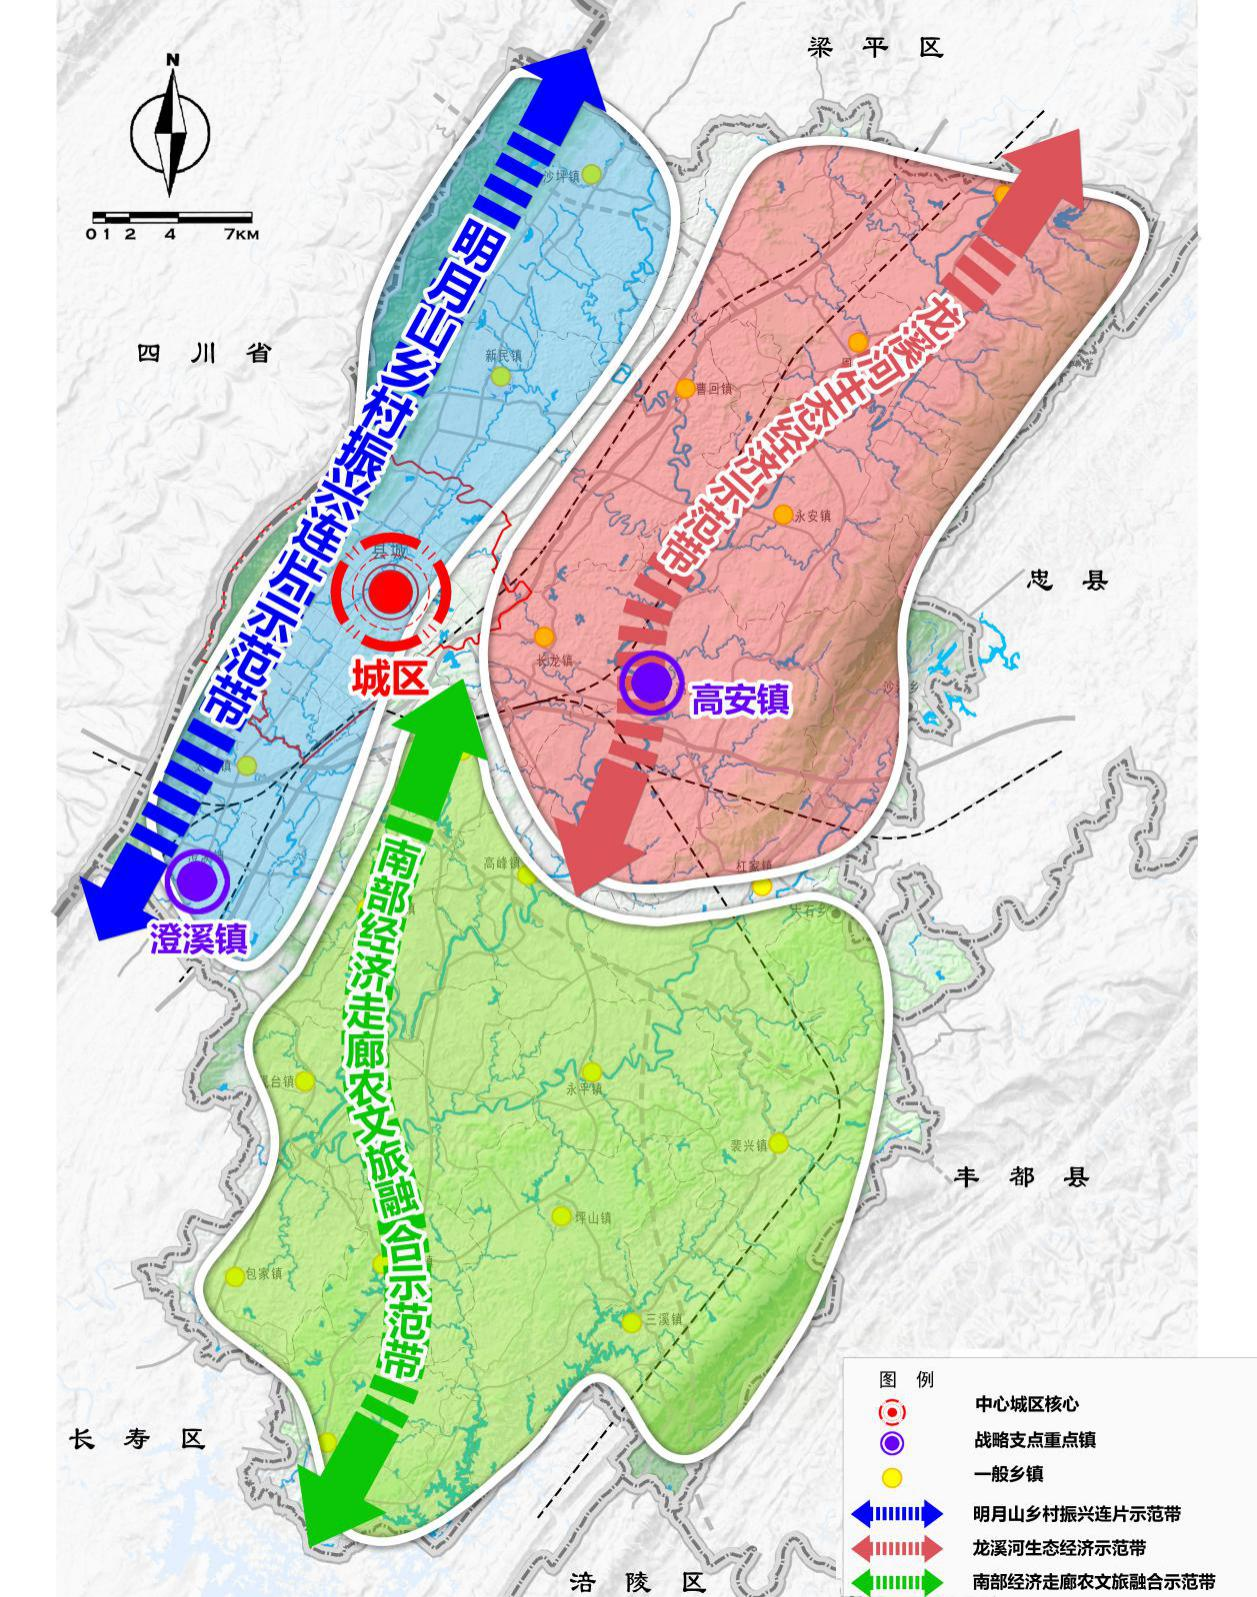 梁平区
N
0 1 2 4 7KM
沙坪镇
四川省
新民镇
明月山乡村振兴连片示范带
曹回镇
龙溪河生态经济示范带
永安镇
县城
城区
忠县
长龙镇
高安镇
镇
澄溪镇
高峰镇
杠家镇
南部经济走廊农文旅融合示范带
台镇
永平镇
裴兴镇
丰都县
坪山镇
包家镇
三溪镇
长寿区
涪陵区
图例
中心城区核心
战略支点重点镇
一般乡镇
明月山乡村振兴连片示范带
龙溪河生态经济示范带
南部经济走廊农文旅融合示范带